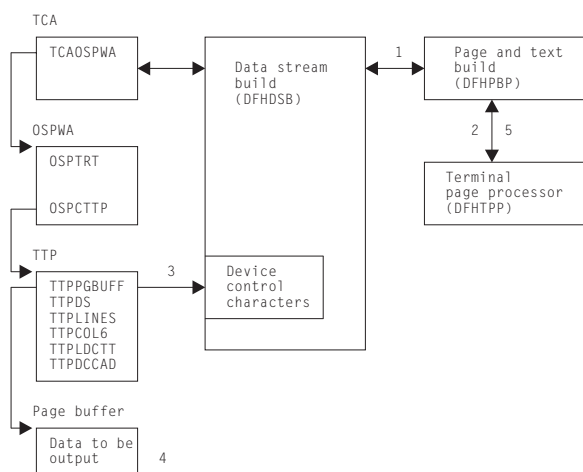 TCA
TCAOSPWA
OSPWA
OSPTRT
OSPCTTP
TTP
TTPPGBUFF
TTPDS
TTPLINES
TTPCOL6
TTPLDCTT
TTPDCCAD
Page buffer
Data to be
output
4
3
Data stream
build
(DFHDSB)
Device
control
characters
1
Page and text
build
(DFHPBP)
2 5
Terminal
page processor
(DFHTPP)